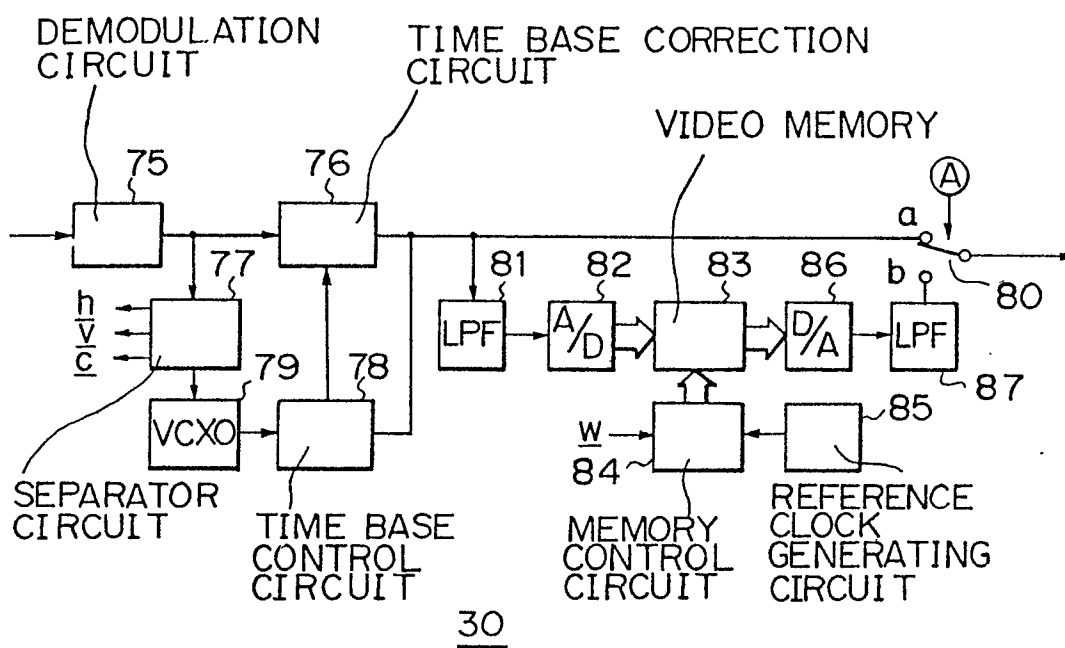 DEMODULATION
CIRCUIT
TIME BASE CORRECTION
CIRCUIT
VIDEO MEMORY
75
76
A
a
77
81
82
83
86
b
80
h
v
c
LPF
A/D
D/A
LPF
79
78
87
VCXO
w
84
85
SEPARATOR
CIRCUIT
TIME BASE
CONTROL
CIRCUIT
MEMORY
CONTROL
CIRCUIT
REFERENCE
CLOCK
GENERATING
CIRCUIT
30